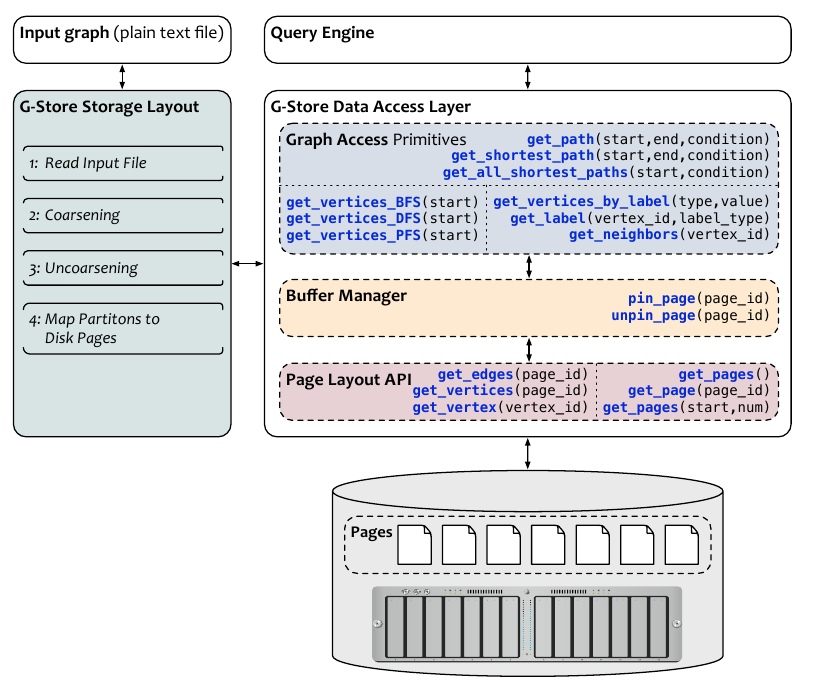 Input graph (plain text file)
Query Engine
G-Store Storage Layout
1: Read Input File
2: Coarsening
3: Uncoarsening
4: Map Partitons to
Disk Pages
G-Store Data Access Layer
Graph Access Primitives
get_path(start,end,condition)
get_shortest_path(start,end,condition)
get_all_shortest_paths(start,condition)
get_vertices_BFS(start)
get_vertices_DFS(start)
get_vertices_PFS(start)
get_vertices_by_label(type,value)
get_label(vertex_id,label_type)
get_neighbors(vertex_id)
Buffer Manager
pin_page(page_id)
unpin_page(page_id)
Page Layout API
get_edges(page_id)
get_vertices(page_id)
get_vertex(vertex_id)
get_pages()
get_page(page_id)
get_pages(start,num)
Pages